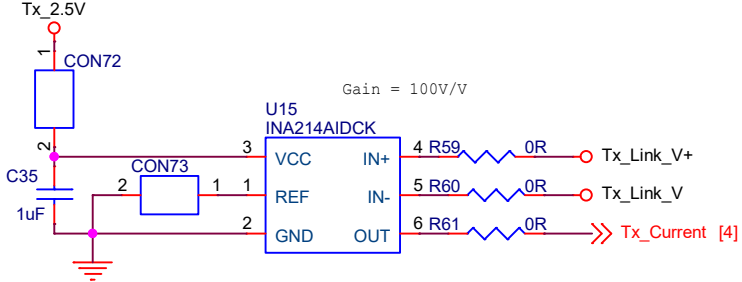 Tx_2.5V
1
CON72
2
Gain = 100V/V
U15
INA214AIDCK
3 VCC IN+ 4 R59 0R Tx_Link_V+
C35
1uF
CON73
2 1 1 REF IN- 5 R60 0R Tx_Link_V
2 GND OUT 6 R61 0R Tx_Current [4]